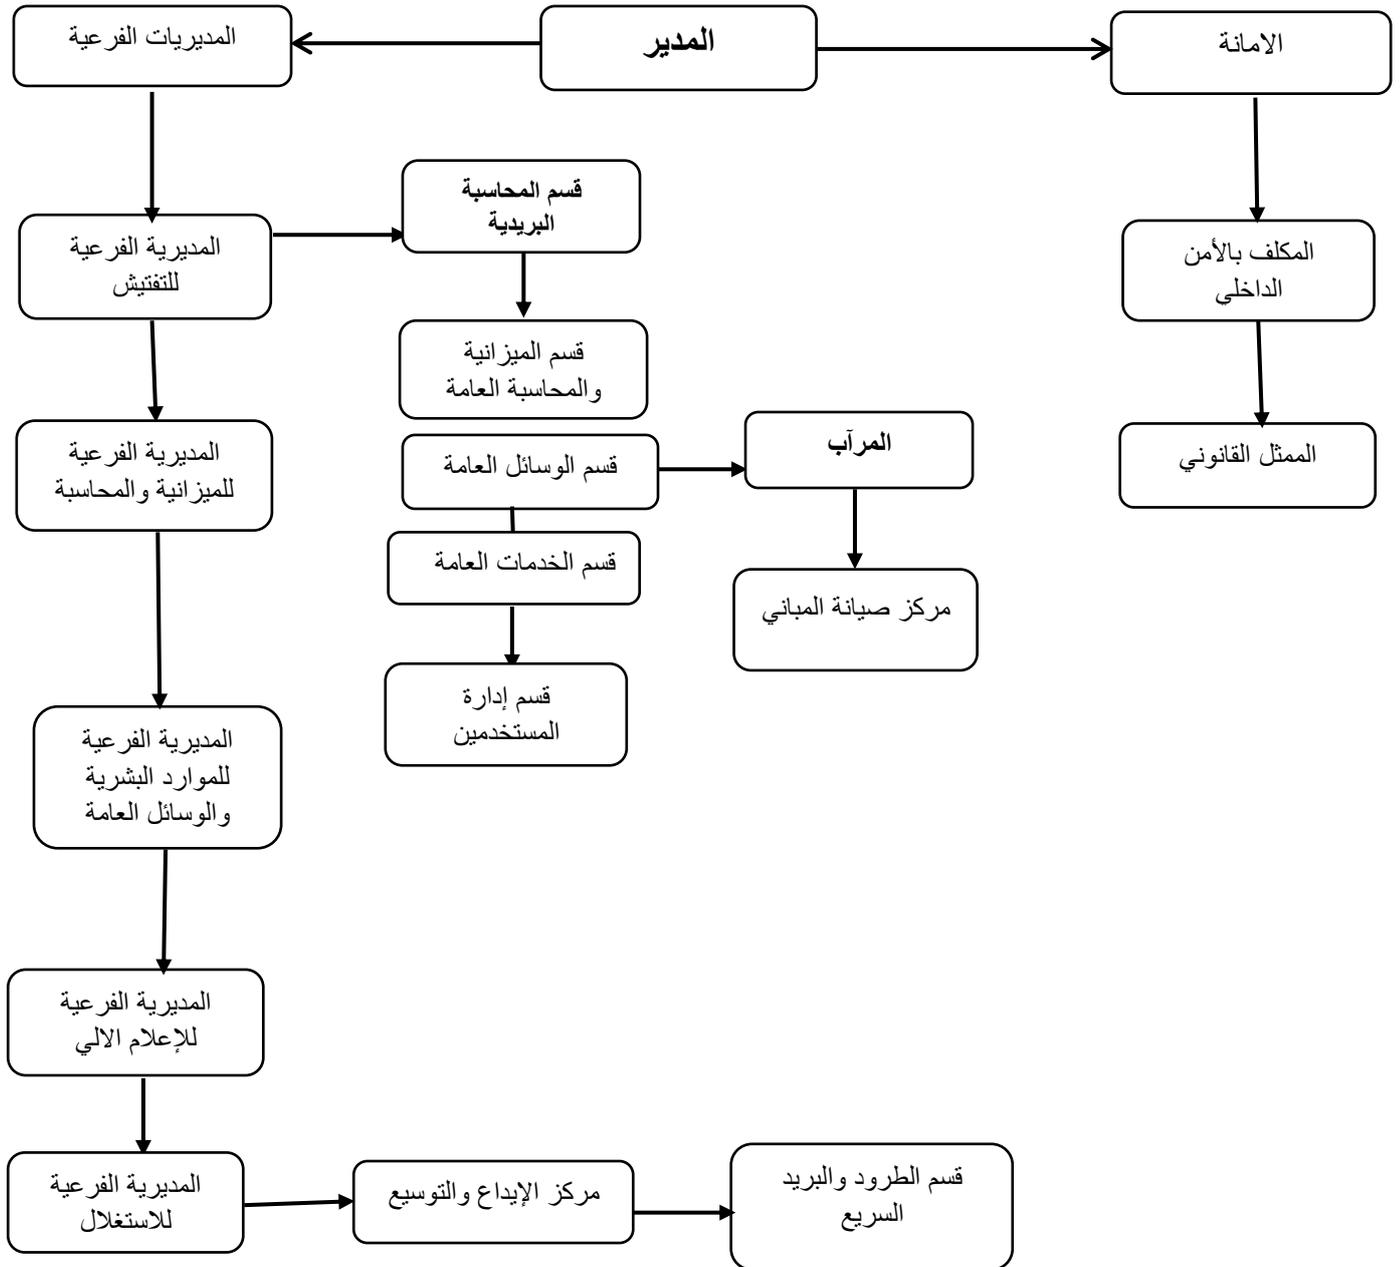 الامانة
المدير
المديريات الفرعية
قسم المحاسبة
البريدية
المديرية الفرعية
للتفتيش
المكلف بالأمن
الداخلي
قسم الميزانية
والمحاسبة العامة
المديرية الفرعية
للميزانية والمحاسبة
قسم الوسائل العامة
المرآب
الممثل القانوني
قسم الخدمات العامة
مركز صيانة المباني
قسم إدارة
المستخدمين
المديرية الفرعية
للموارد البشرية
والوسائل العامة
المديرية الفرعية
للإعلام الالي
المديرية الفرعية
للاستغلال
مركز الإيداع والتوسيع
قسم الطرود والبريد
السريع